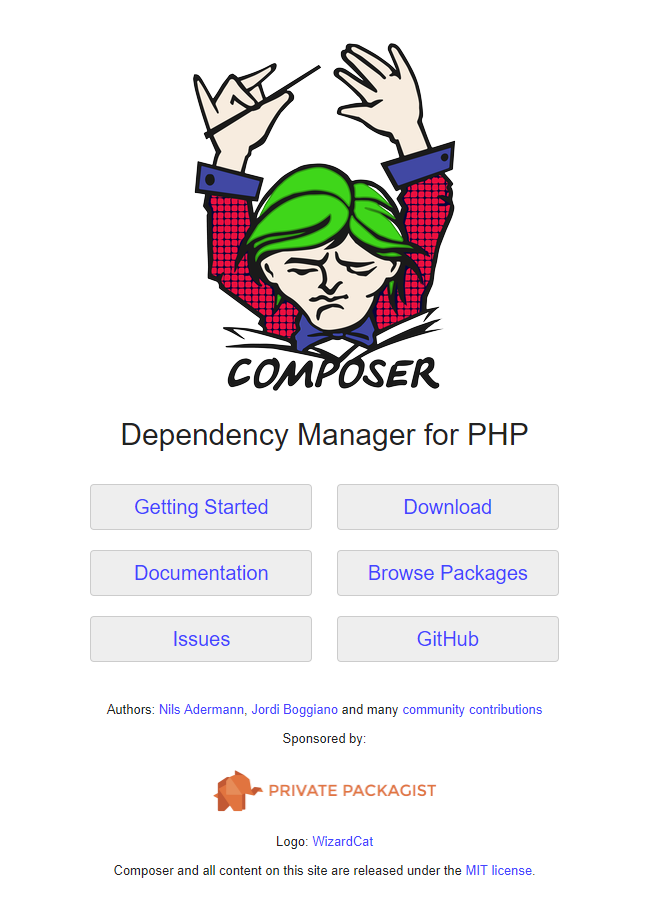 COMPOSER
Dependency Manager for PHP
Getting Started
Download
Documentation
Browse Packages
Issues
GitHub
Authors: Nils Adermann, Jordi Boggiano and many community contributions
Sponsored by:
PRIVATE PACKAGIST
Logo: WizardCat
Composer and all content on this site are released under the MIT license.